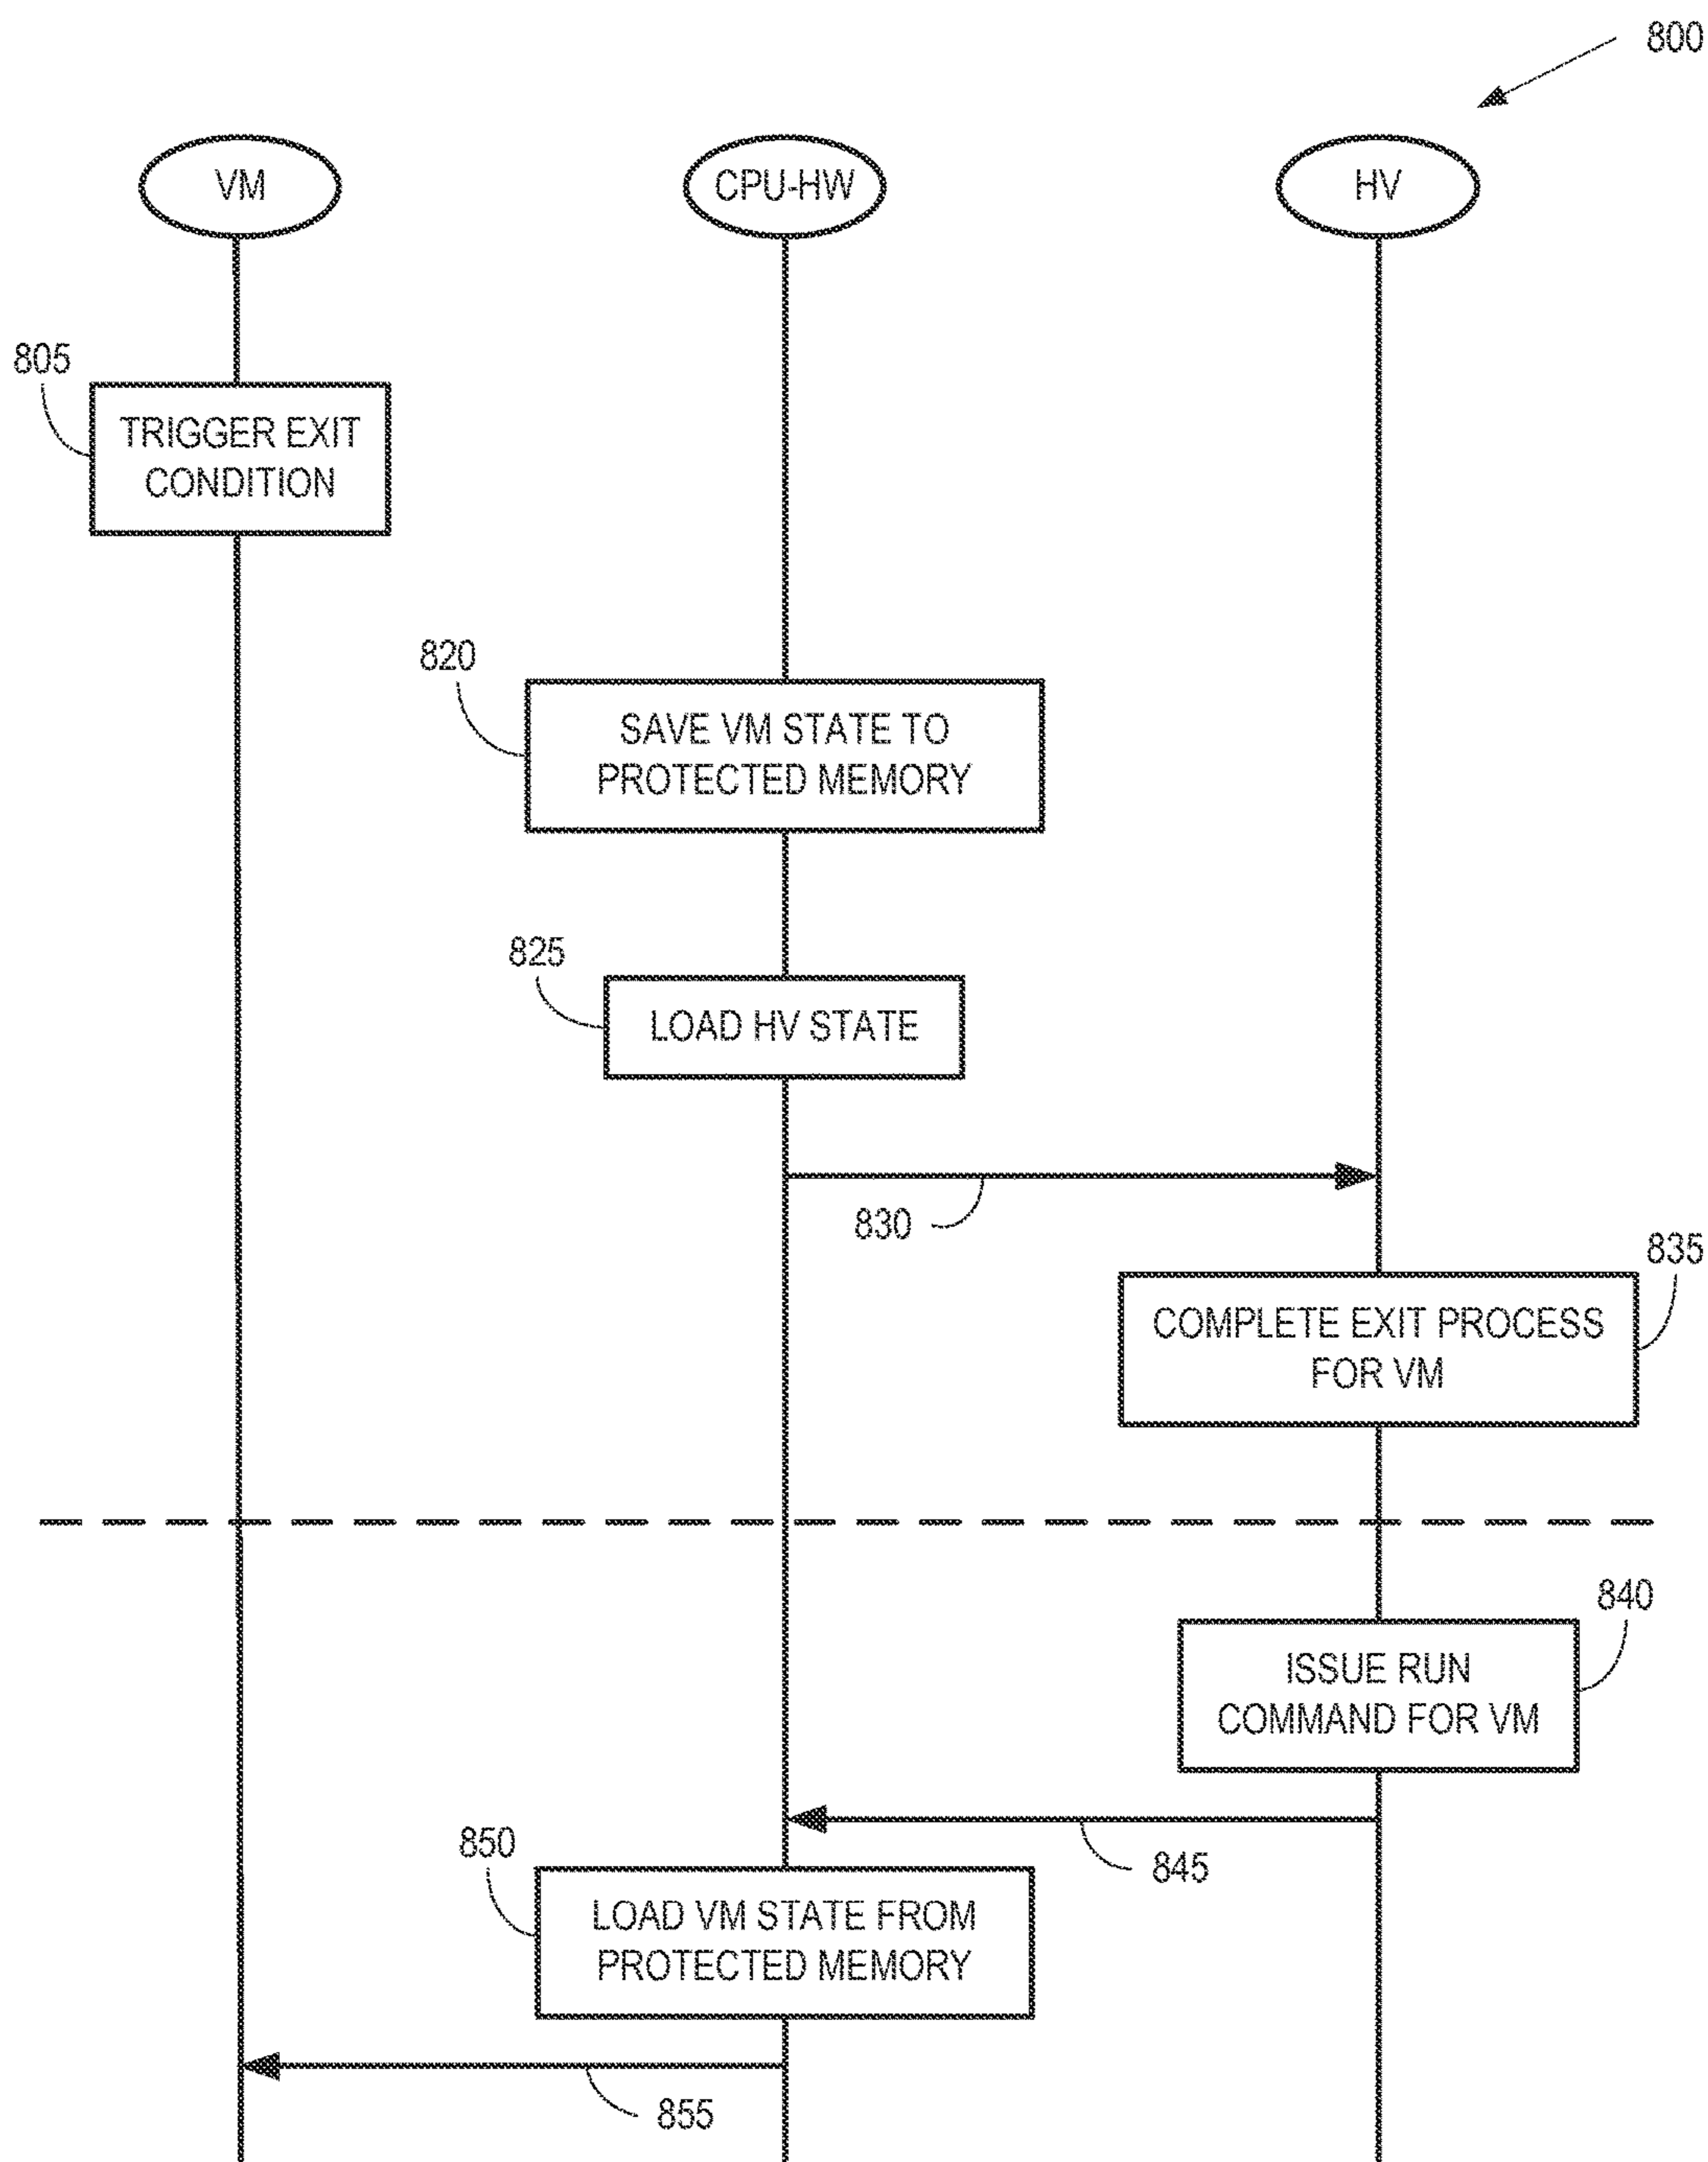 800
VM
CPU-HW
HV
805
TRIGGER EXIT
CONDITION
820
SAVE VM STATE TO
PROTECTED MEMORY
825
LOAD HV STATE
830
835
COMPLETE EXIT PROCESS
FOR VM
840
ISSUE RUN
COMMAND FOR VM
845
850
LOAD VM STATE FROM
PROTECTED MEMORY
855